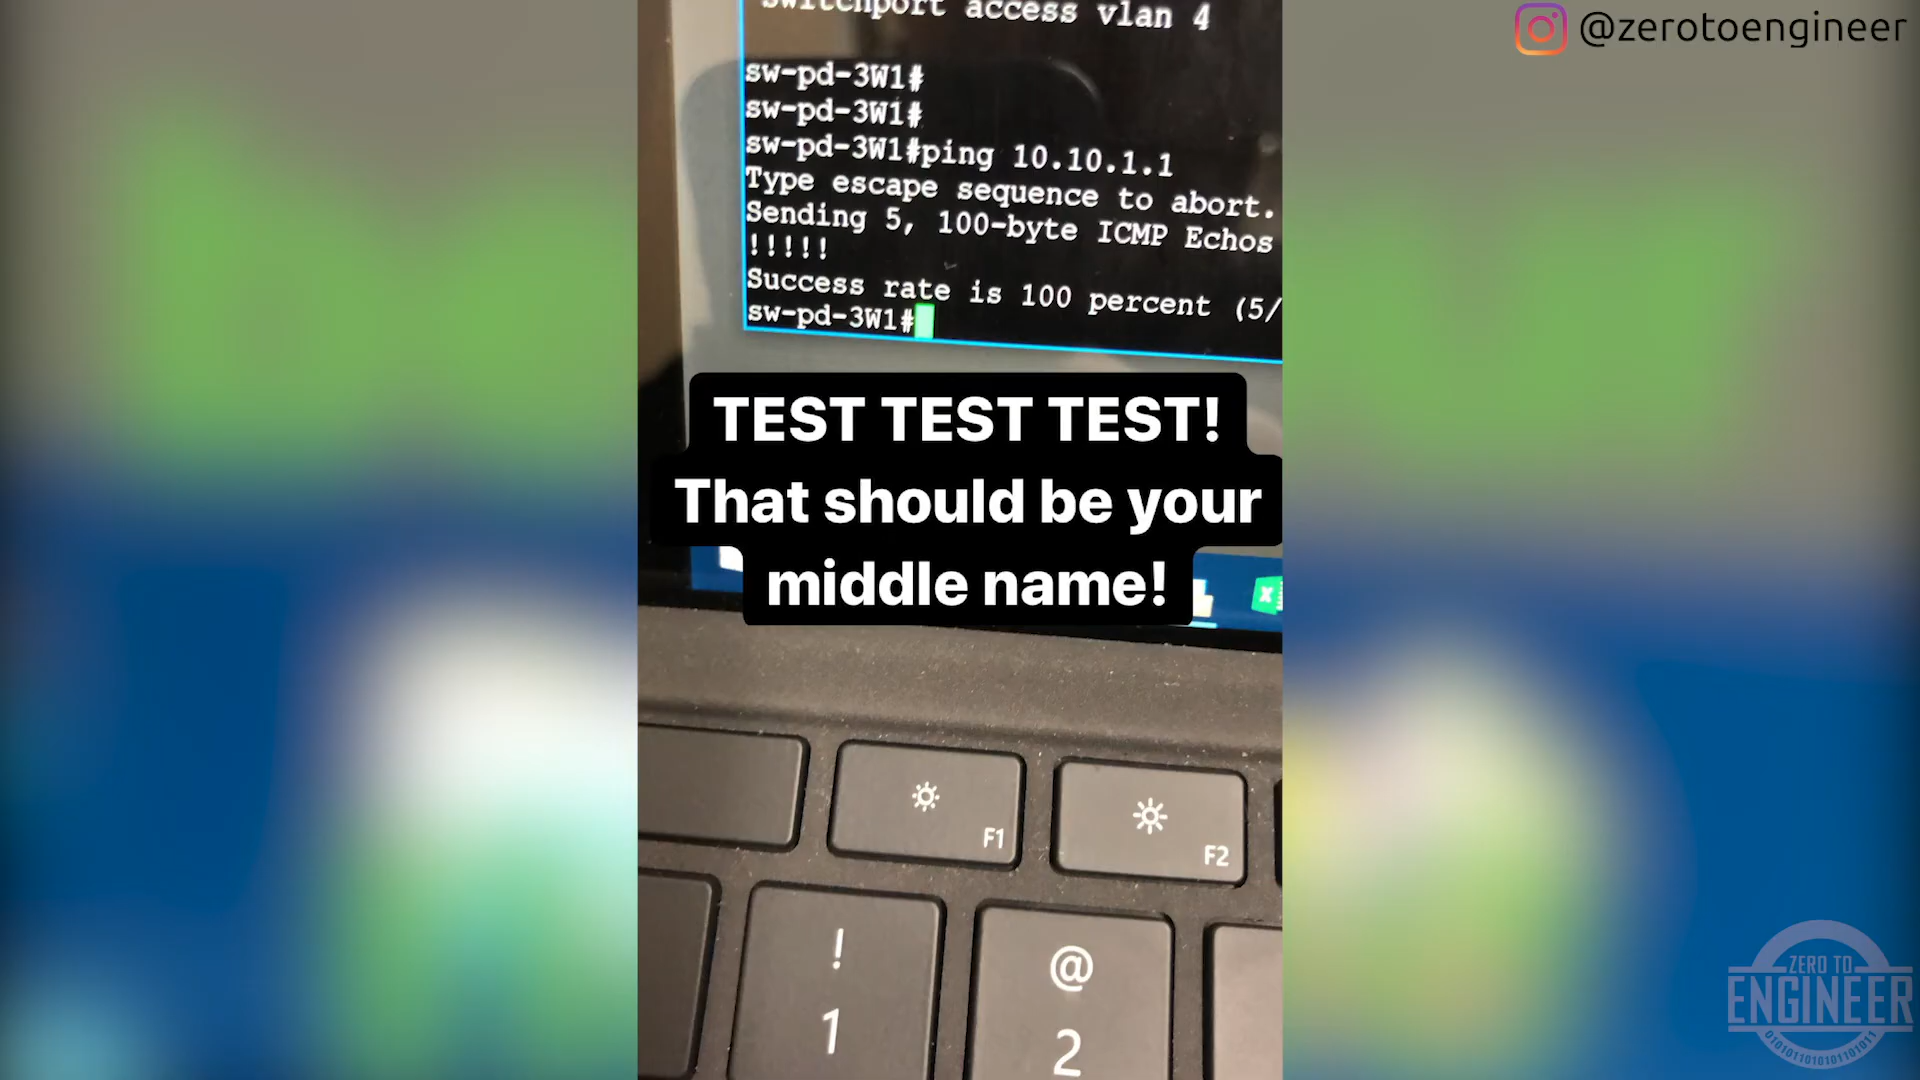 switchport access vlan 4
@zerotoengineer
sw-pd-3W1#
sw-pd-3W1#
sw-pd-3W1#ping 10.10.1.1
Type escape sequence to abort.
Sending 5, 100-byte ICMP Echos
!!!!!
Success rate is 100 percent (5/
sw-pd-3W1#
TEST TEST TEST!
That should be your
middle name!
F1
F2
!
1
@
2
ZERO TO
ENGINEER